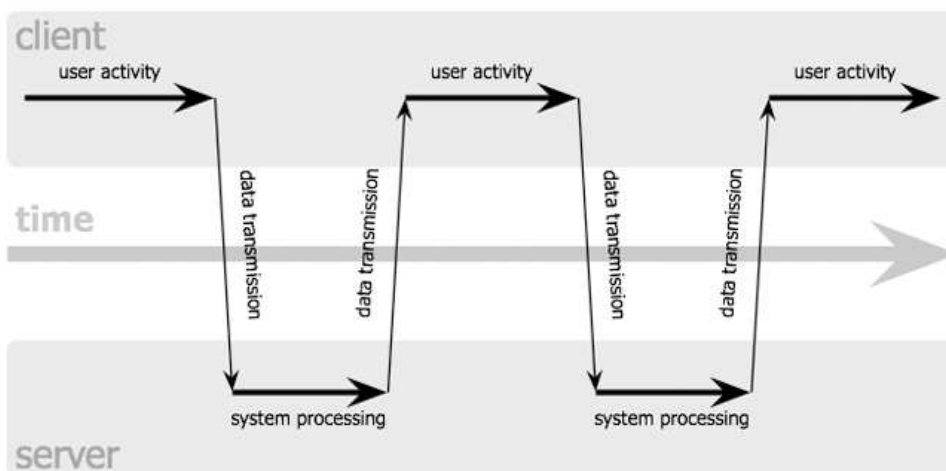 client
user activity
user activity
user activity
data transmission
data transmission
data transmission
data transmission
time
system processing
system processing
server